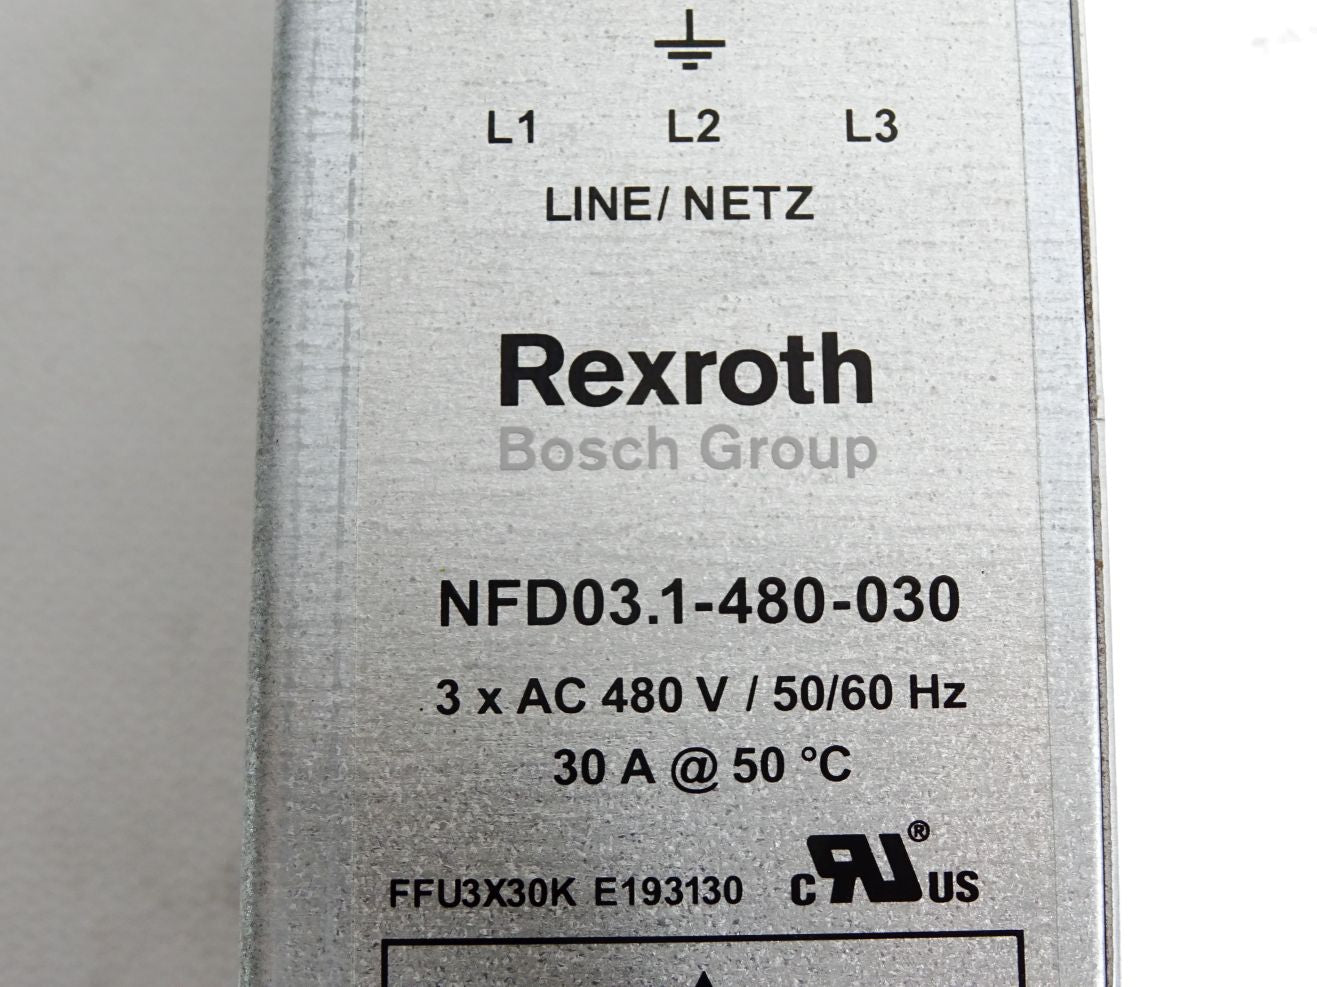 L1 L2 L3
LINE/ NETZ
Rexroth
Bosch Group
NFD03.1-480-030
3 x AC 480 V / 50/60 Hz
30 A @ 50 °C
FFU3X30K E193130 c RU ® US